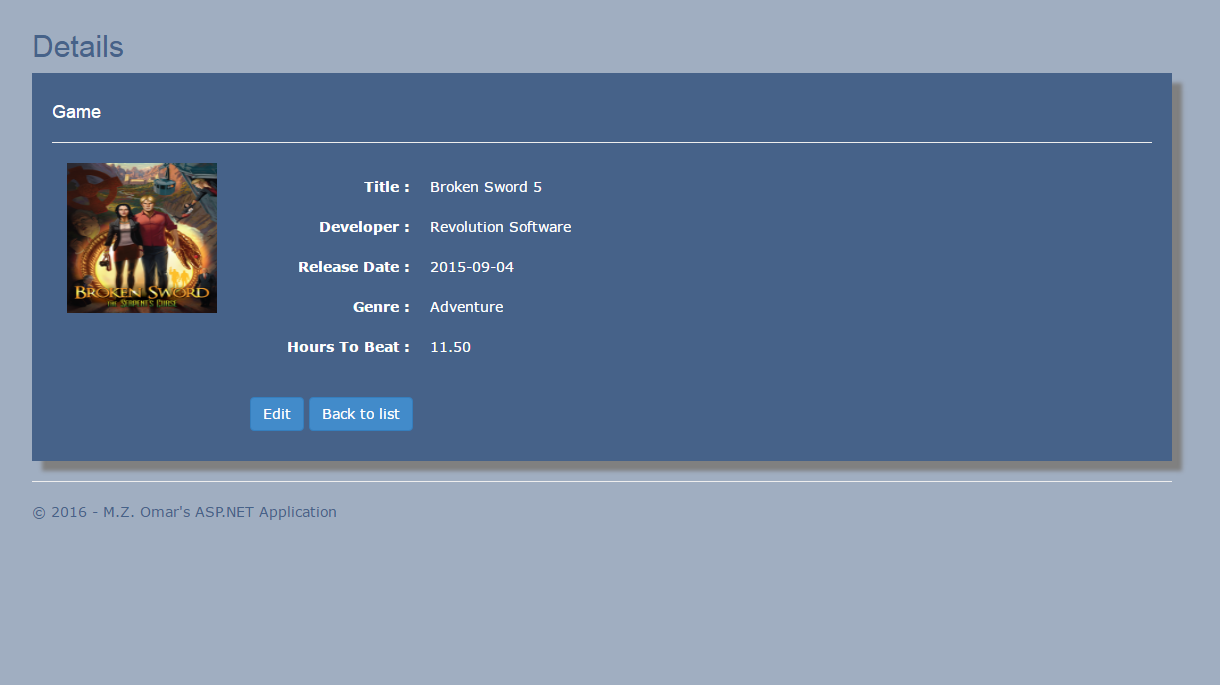 Details
Game
BROKEN SWORD
THE SERPENT'S CURSE
Title : Broken Sword 5
Developer : Revolution Software
Release Date : 2015-09-04
Genre : Adventure
Hours To Beat : 11.50
Edit Back to list
© 2016 - M.Z. Omar's ASP.NET Application